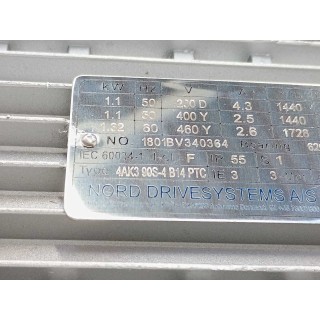 kW Hz V A
1.1 50 230 D 4.3 1440
1.1 50 400 Y 2.5 1440
1.32 60 460 Y 2.6 1728
NO 1801BV340364
IEC 60034-1 F IP 55 S 1
TYPE 4AK3 90S-4 B14 PTC IE 3
NORD DRIVESYSTEMS A/S